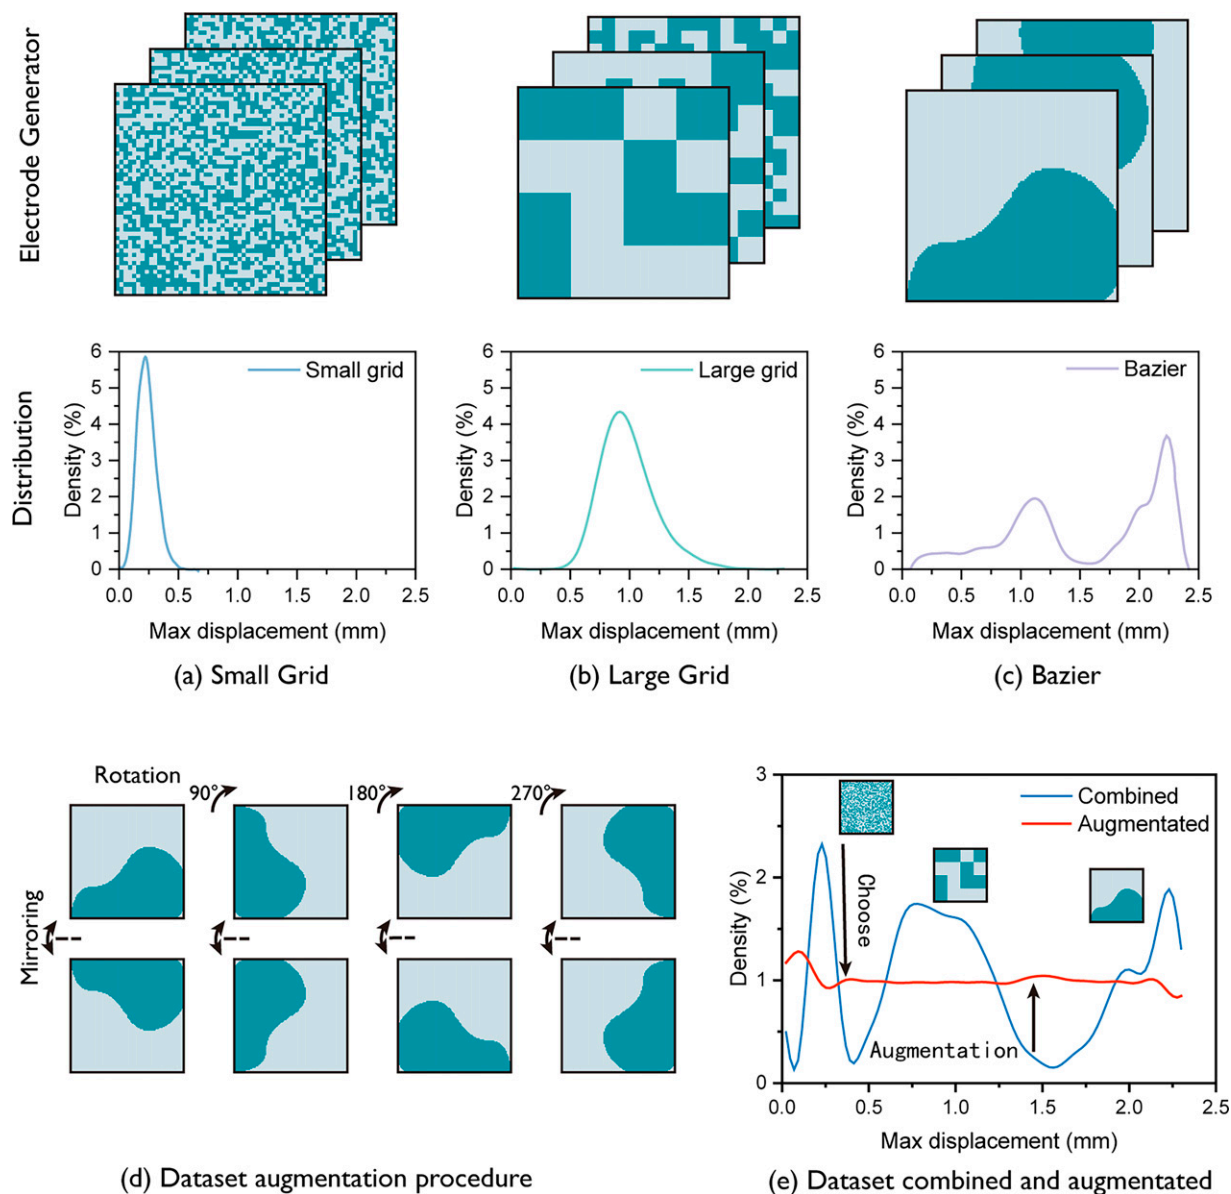 Electrode Generator
Distribution
6
5
4
3
2
1
0
Density (%)
Small grid
0.0 0.5 1.0 1.5 2.0 2.5
Max displacement (mm)
(a) Small Grid
6
5
4
3
2
1
0
Density (%)
Large grid
0.0 0.5 1.0 1.5 2.0 2.5
Max displacement (mm)
(b) Large Grid
6
5
4
3
2
1
0
Density (%)
Bazier
0.0 0.5 1.0 1.5 2.0 2.5
Max displacement (mm)
(c) Bazier
Rotation
90° 180° 270°
Mirroring
(d) Dataset augmentation procedure
3
2
1
0
Density (%)
Combined
Augmentated
Choose
Augmentation
0.0 0.5 1.0 1.5 2.0 2.5
Max displacement (mm)
(e) Dataset combined and augmentated